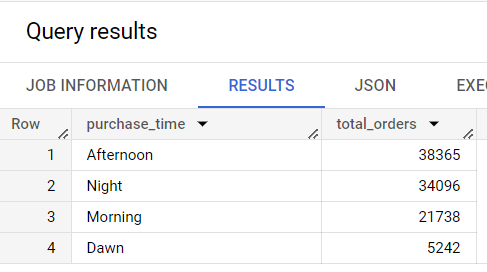 Query results
JOB INFORMATION RESULTS JSON
Row purchase_time total_orders
1 Afternoon 38365
2 Night 34096
3 Morning 21738
4 Dawn 5242